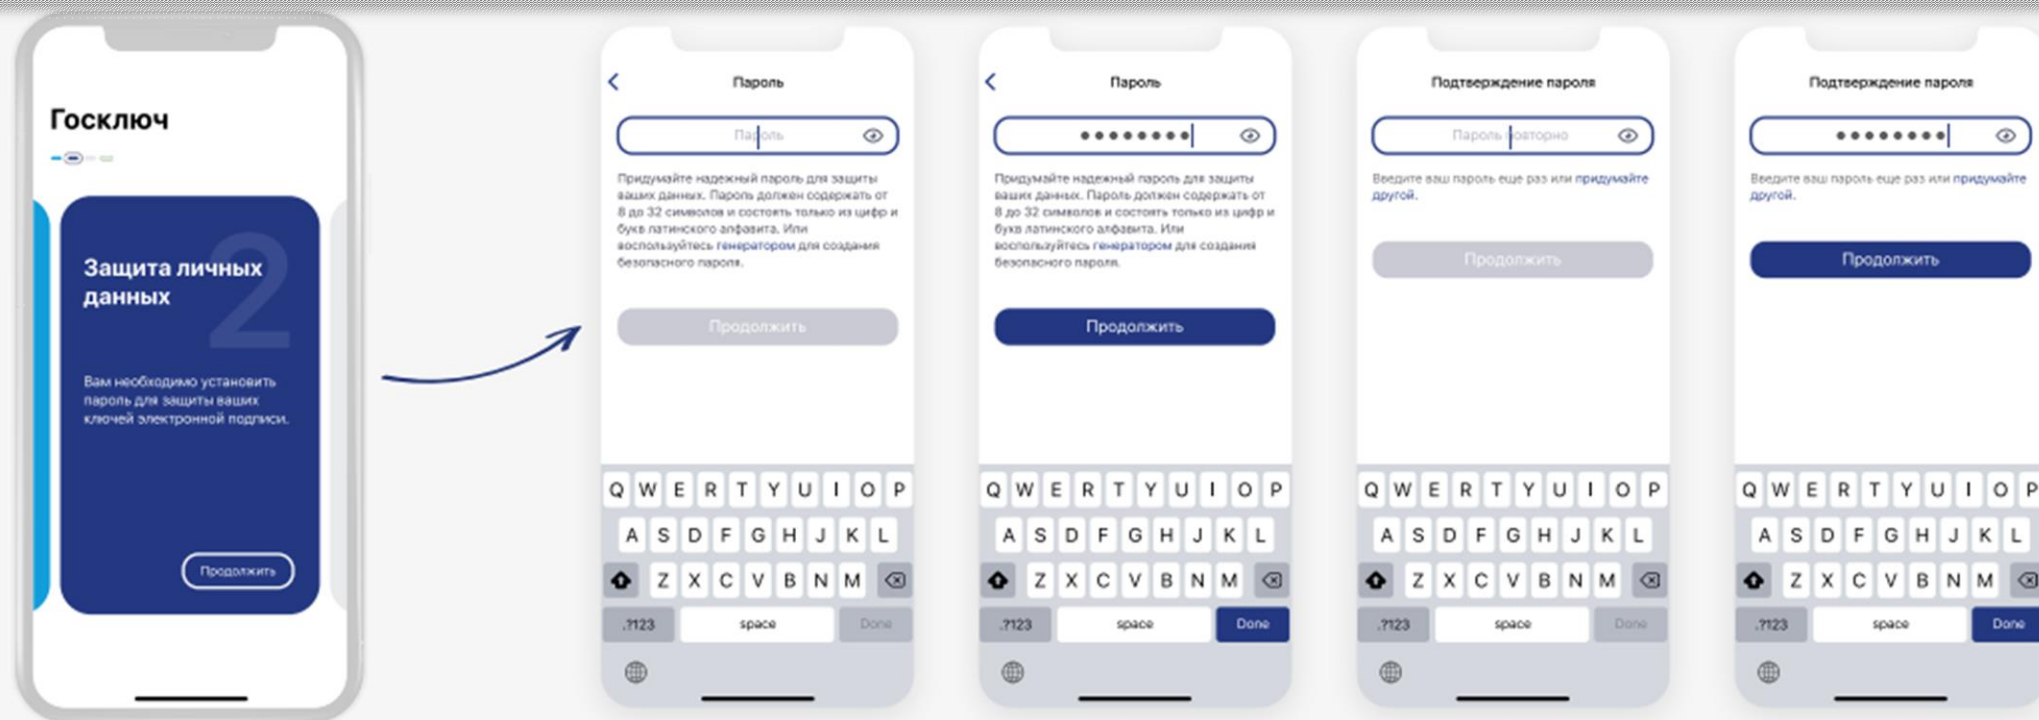 Госключ
2
Защита личных
данных
Вам необходимо установить
пароль для защиты ваших
ключей электронной подписи.
Продолжить
Пароль
Пароль
Придумайте надежный пароль для защиты
ваших данных. Пароль должен содержать от
8 до 32 символов и состоять только из цифр и
букв латинского алфавита. Или
воспользуйтесь генератором для создания
безопасного пароля.
Продолжить
Q W E R T Y U I O P
A S D F G H J K L
Z X C V B N M
.?123 space Done
Пароль
Придумайте надежный пароль для защиты
ваших данных. Пароль должен содержать от
8 до 32 символов и состоять только из цифр и
букв латинского алфавита. Или
воспользуйтесь генератором для создания
безопасного пароля.
Продолжить
Q W E R T Y U I O P
A S D F G H J K L
Z X C V B N M
.?123 space Done
Подтверждение пароля
Пароль повторно
Введите ваш пароль еще раз или придумайте
другой.
Продолжить
Q W E R T Y U I O P
A S D F G H J K L
Z X C V B N M
.?123 space Done
Подтверждение пароля
Введите ваш пароль еще раз или придумайте
другой.
Продолжить
Q W E R T Y U I O P
A S D F G H J K L
Z X C V B N M
.?123 space Done